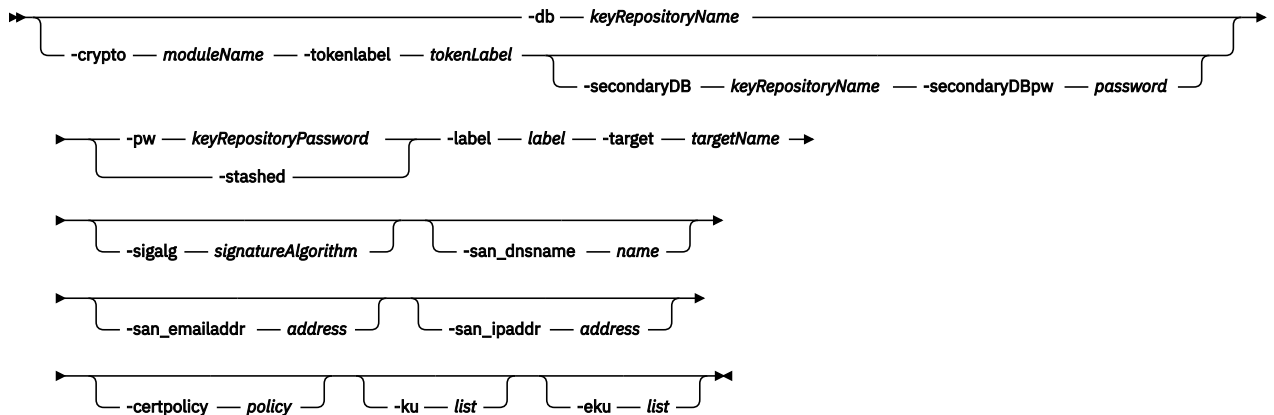 -db keyRepositoryName
-crypto moduleName -tokenlabel tokenLabel
-secondaryDB keyRepositoryName -secondaryDBpw password
-pw keyRepositoryPassword -label label -target targetName
-stashed
-sigalg signatureAlgorithm -san_dnsname name
-san_emailaddr address -san_ipaddr address
-certpolicy policy -ku list -eku list